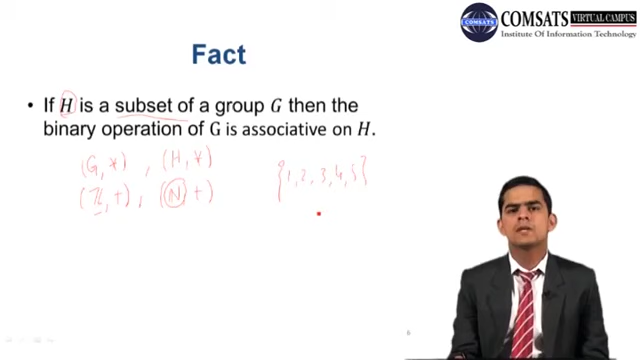 COMSATS VIRTUAL CAMPUS
Institute Of Information Technology
Fact
• If H is a subset of a group G then the
binary operation of G is associative on H.
(G, *) , (H, *)
(ℤ, +) , (ℕ, +)
{1, 2, 3, 4, 5}
6